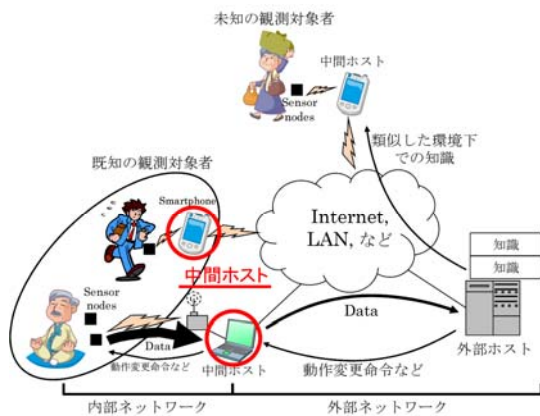 未知の観測対象者
中間ホスト
Sensor
nodes
類似した環境下
での知識
既知の観測対象者
Smartphone
Internet,
LAN, など
知識
知識
中間ホスト
Sensor
nodes
Data
Data
外部ホスト
動作変更命令など
中間ホスト
動作変更命令など
内部ネットワーク
外部ネットワーク